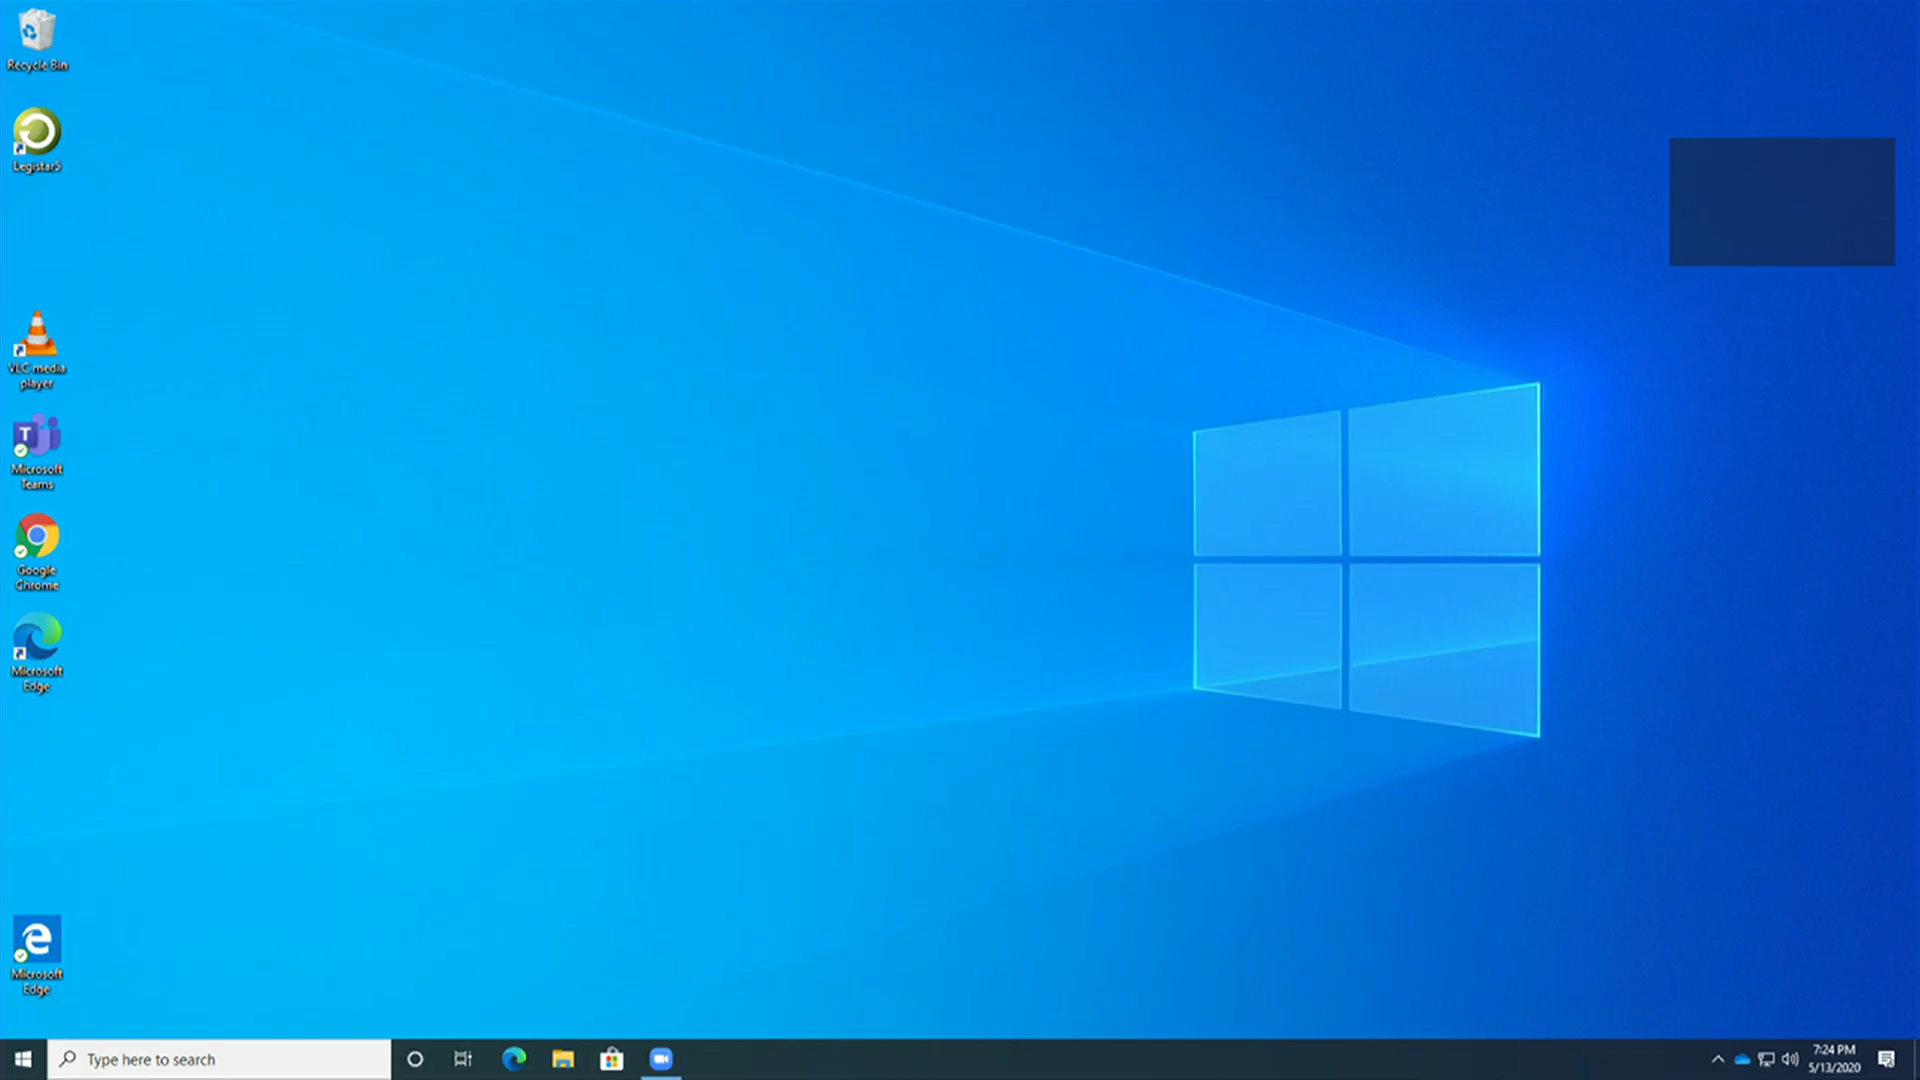 Recycle Bin
Legistar5
VLC media
player
T
Microsoft
Teams
Google
Chrome
Microsoft
Edge
Microsoft
Edge
Type here to search
7:24 PM
5/13/2020